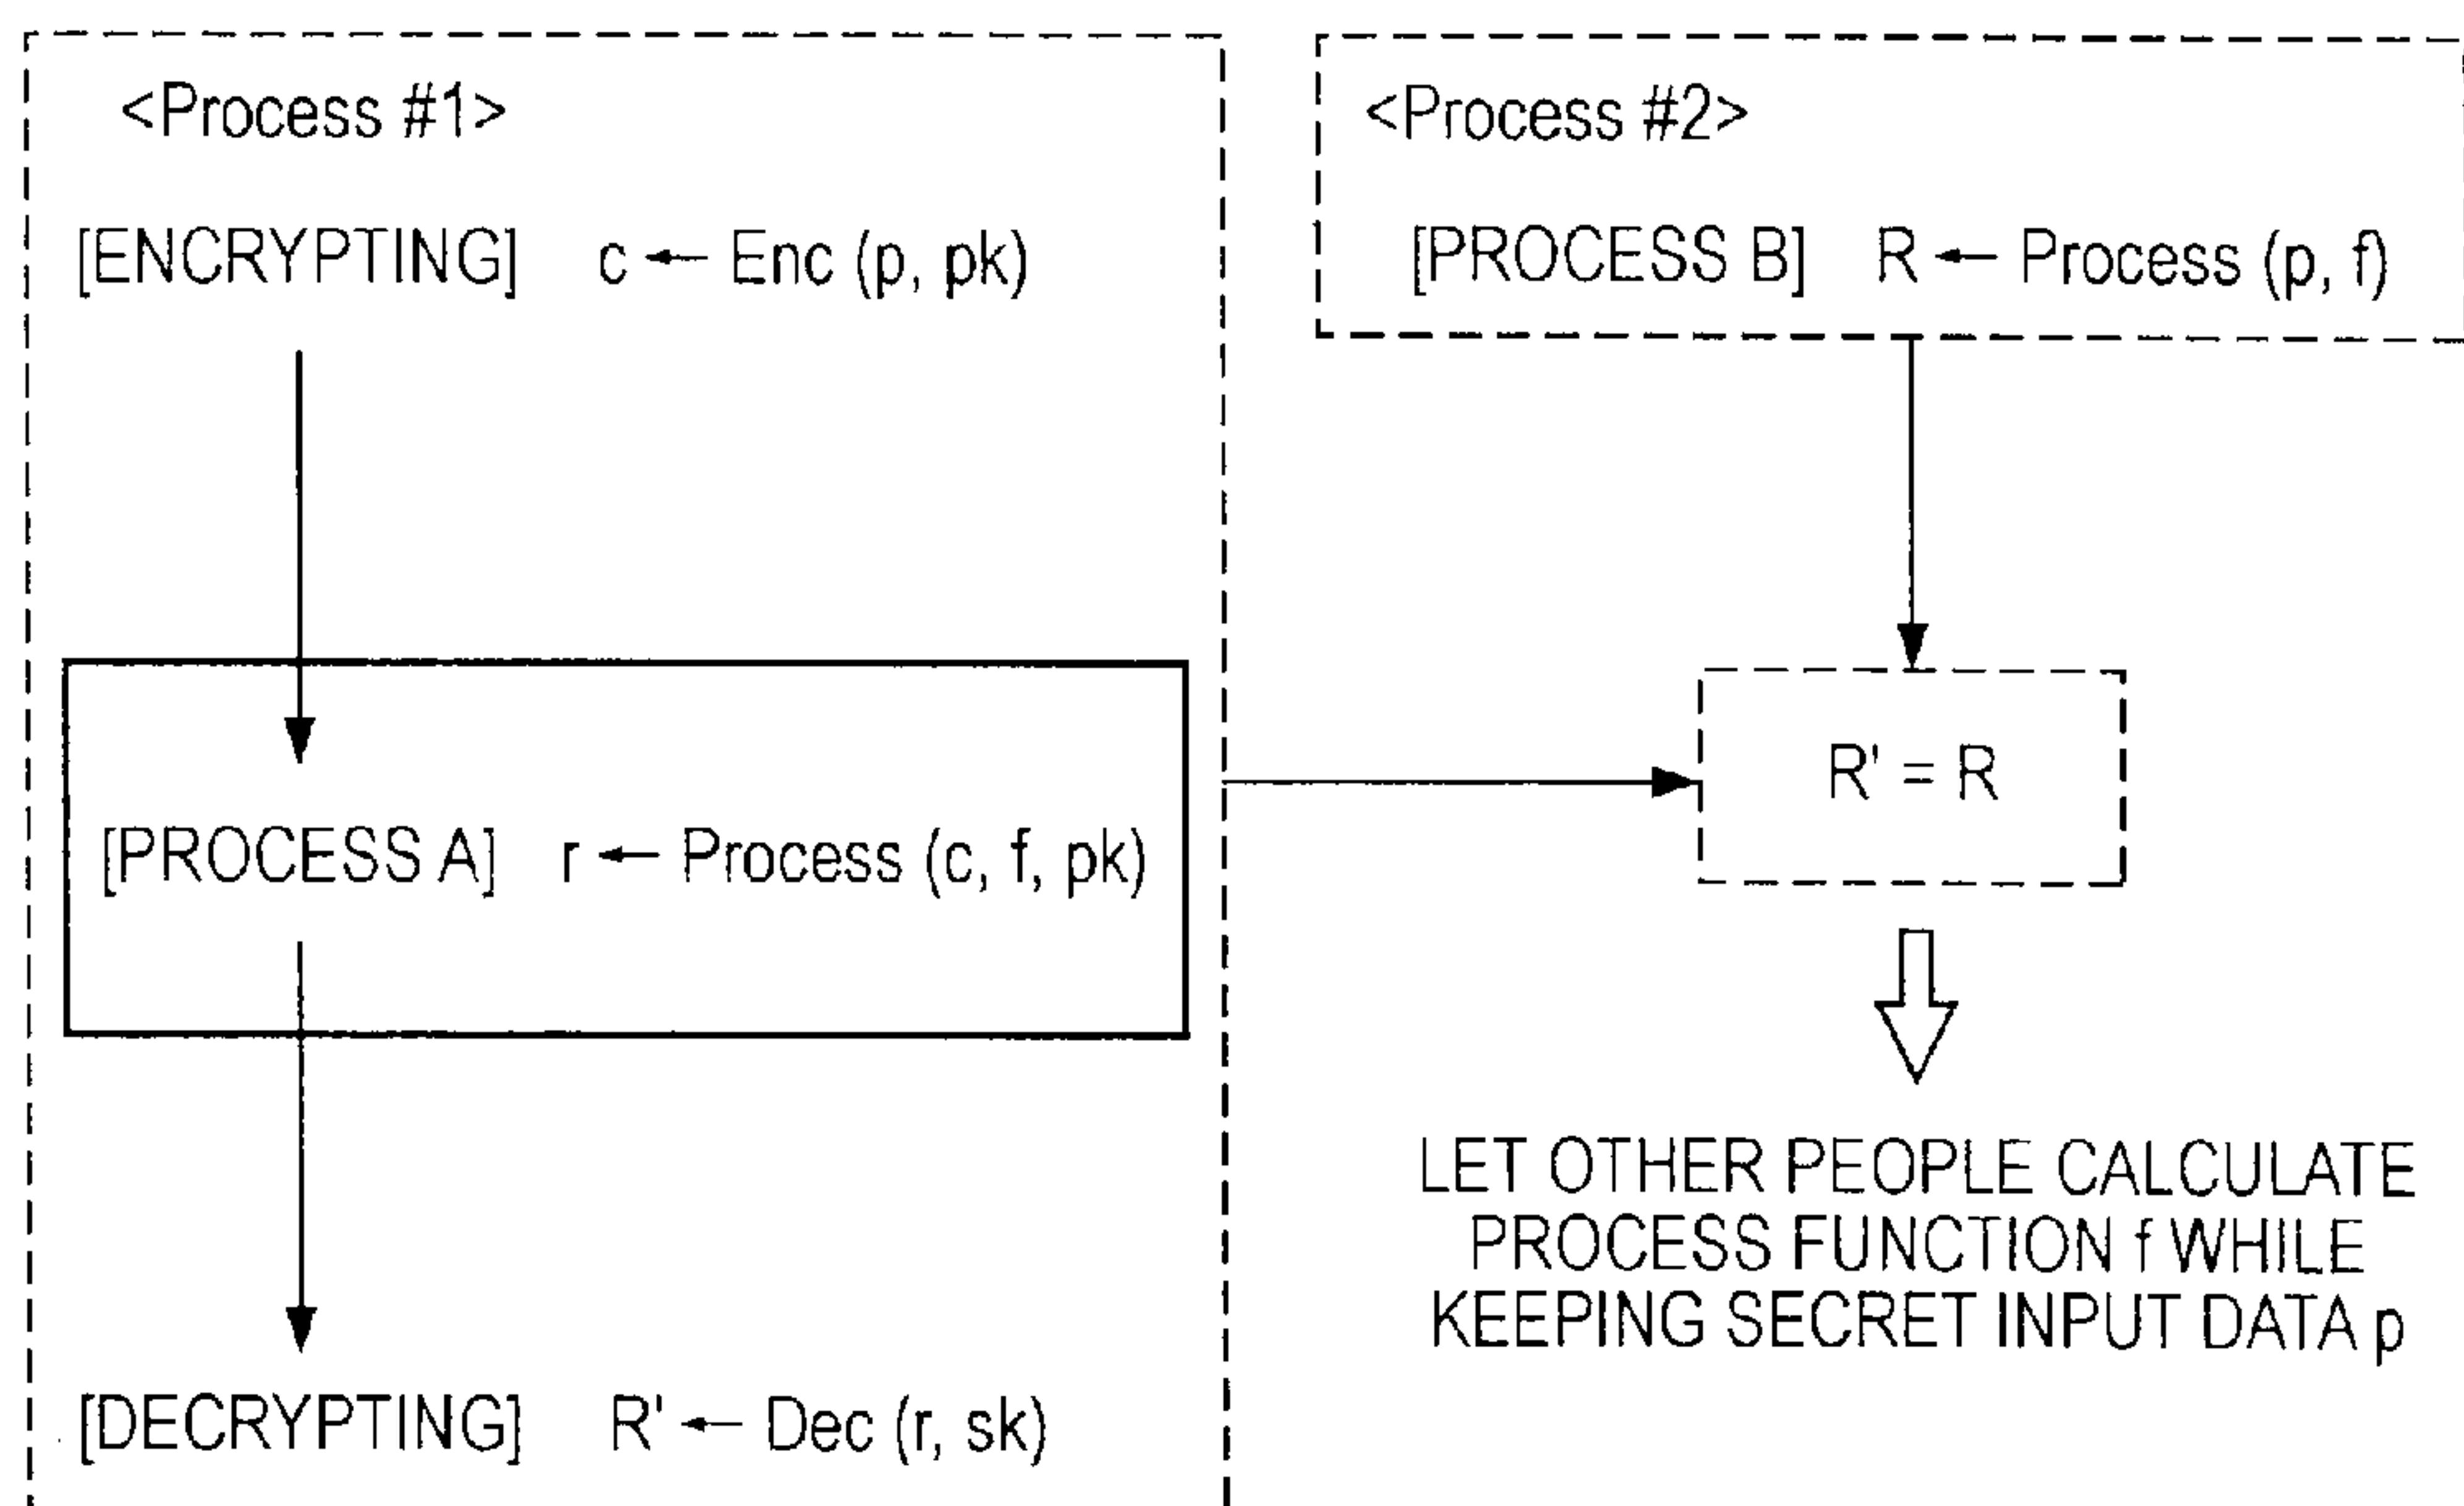 <Process #1>
[ENCRYPTING] c ← Enc (p, pk)
[PROCESS A] r ← Process (c, f, pk)
[DECRYPTING] R' ← Dec (r, sk)
<Process #2>
[PROCESS B] R ← Process (p, f)
R' = R
LET OTHER PEOPLE CALCULATE
PROCESS FUNCTION f WHILE
KEEPING SECRET INPUT DATA p